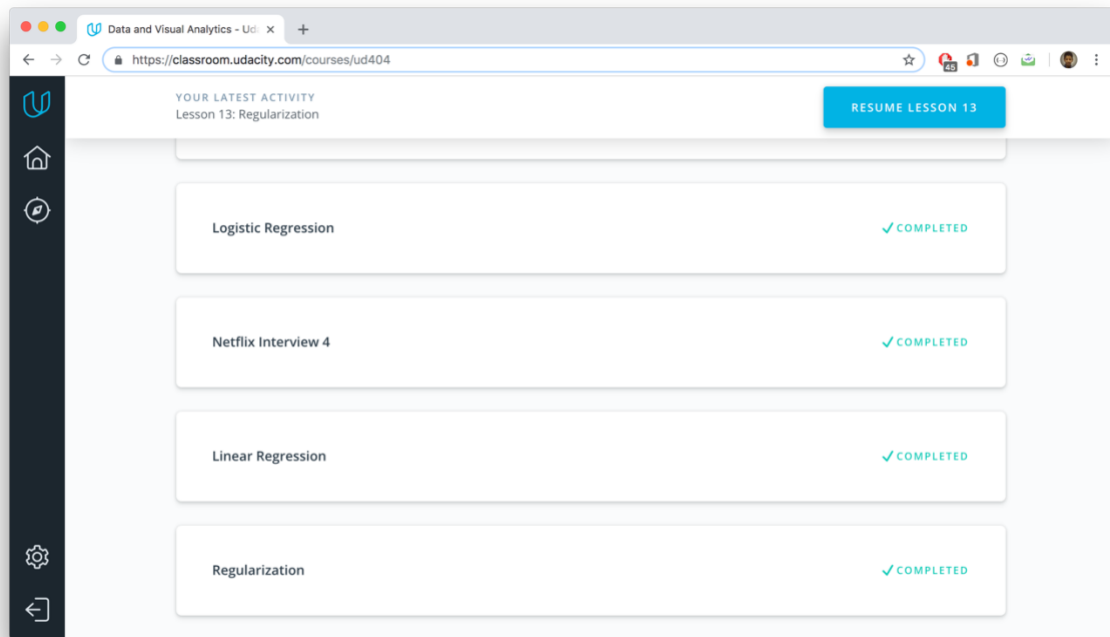 Data and Visual Analytics - Ud
https://classroom.udacity.com/courses/ud404
45
YOUR LATEST ACTIVITY
Lesson 13: Regularization
RESUME LESSON 13
Logistic Regression
COMPLETED
Netflix Interview 4
COMPLETED
Linear Regression
COMPLETED
Regularization
COMPLETED